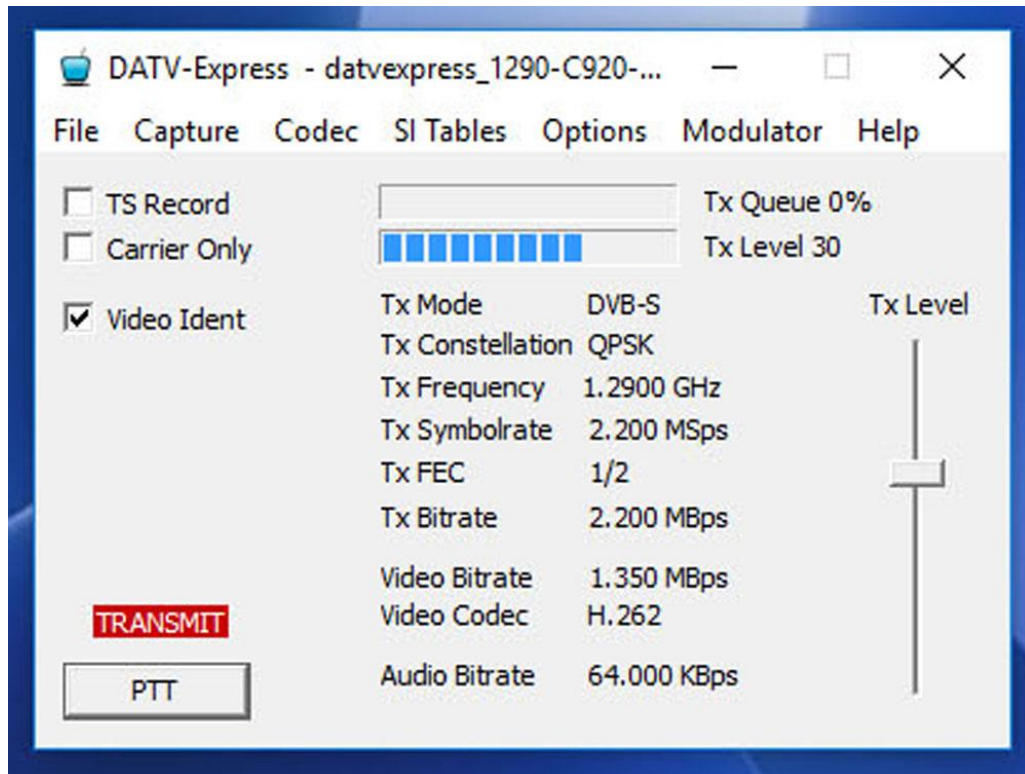 DATV-Express - datvexpress_1290-C920-...
File Capture Codec SI Tables Options Modulator Help
TS Record Tx Queue 0%
Carrier Only Tx Level 30
Video Ident Tx Mode DVB-S Tx Level
Tx Constellation QPSK
Tx Frequency 1.2900 GHz
Tx Symbolrate 2.200 MSps
Tx FEC 1/2
Tx Bitrate 2.200 MBps
Video Bitrate 1.350 MBps
TRANSMIT Video Codec H.262
PTT Audio Bitrate 64.000 KBps